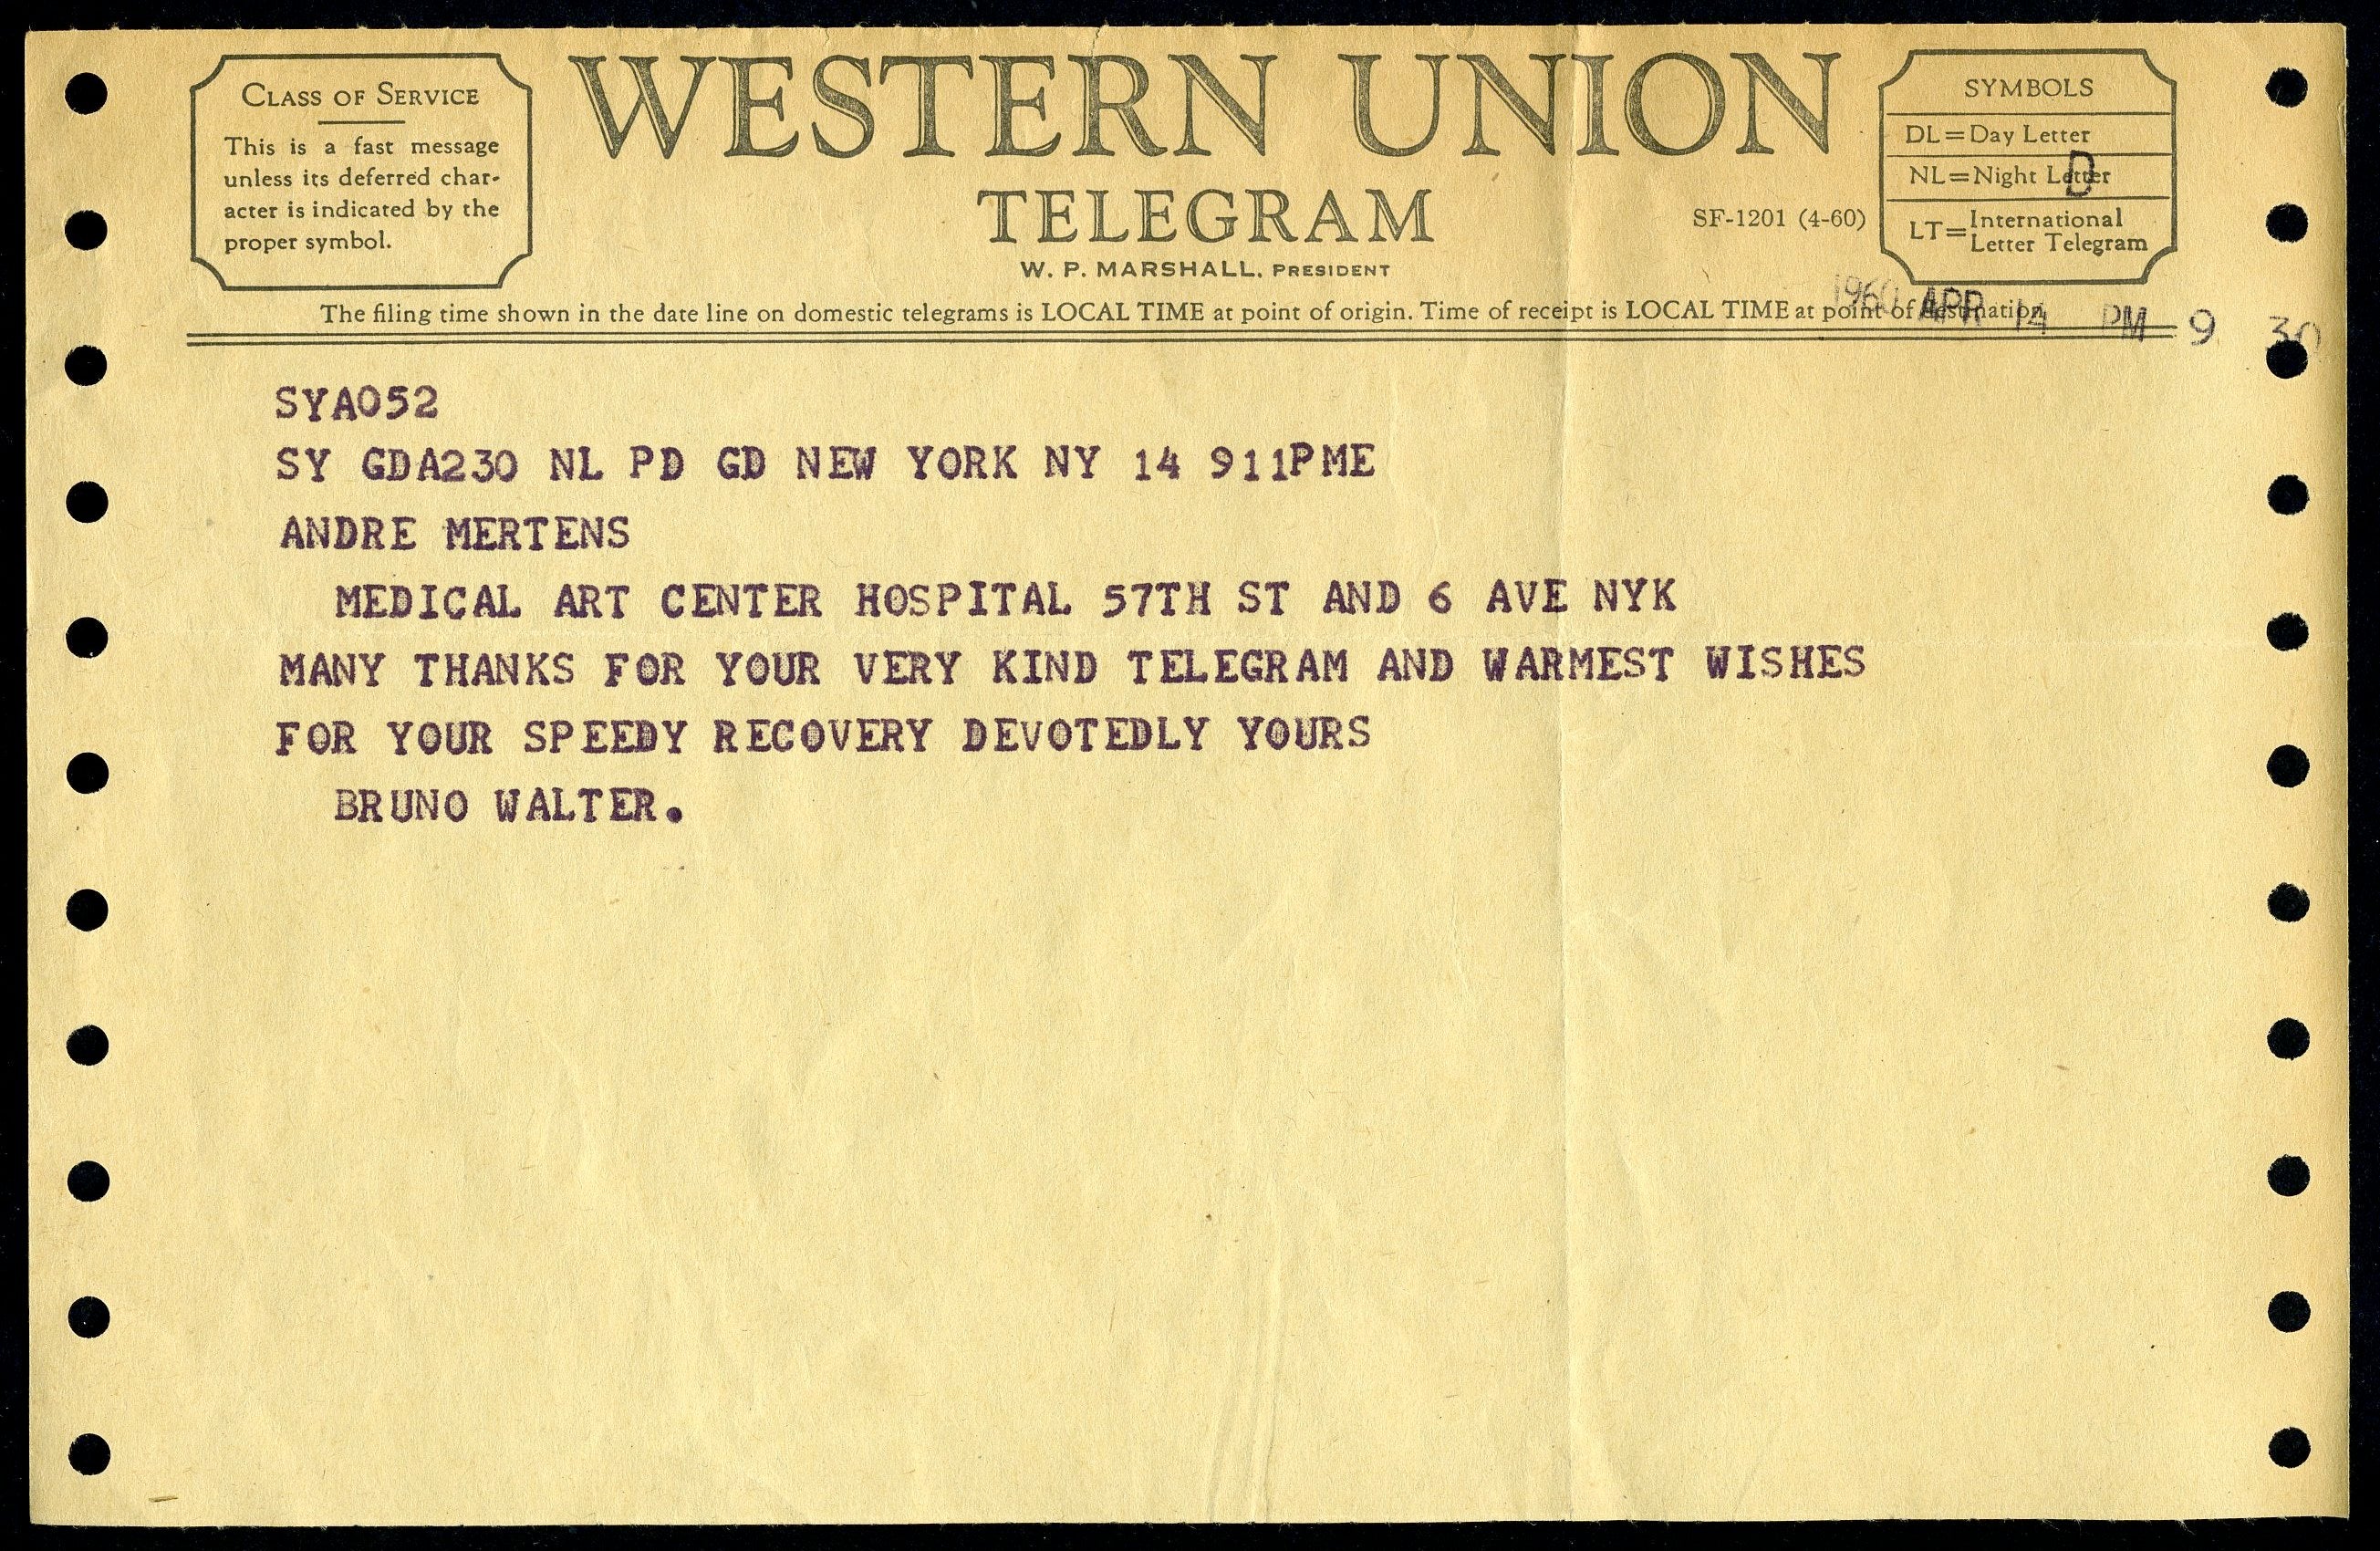 CLASS OF SERVICE
This is a fast message
unless its deferred char-
acter is indicated by the
proper symbol.
WESTERN UNION
TELEGRAM
W. P. MARSHALL, PRESIDENT
SF-1201 (4-60)
SYMBOLS
DL=Day Letter
NL=Night Letter
D
LT=International
Letter Telegram
The filing time shown in the date line on domestic telegrams is LOCAL TIME at point of origin. Time of receipt is LOCAL TIME at point of destination
1960 APR 14 PM 9 30
SYA052
SY GDA230 NL PD GD NEW YORK NY 14 911PME
ANDRE MERTENS
MEDICAL ART CENTER HOSPITAL 57TH ST AND 6 AVE NYK
MANY THANKS FOR YOUR VERY KIND TELEGRAM AND WARMEST WISHES
FOR YOUR SPEEDY RECOVERY DEVOTEDLY YOURS
BRUNO WALTER.